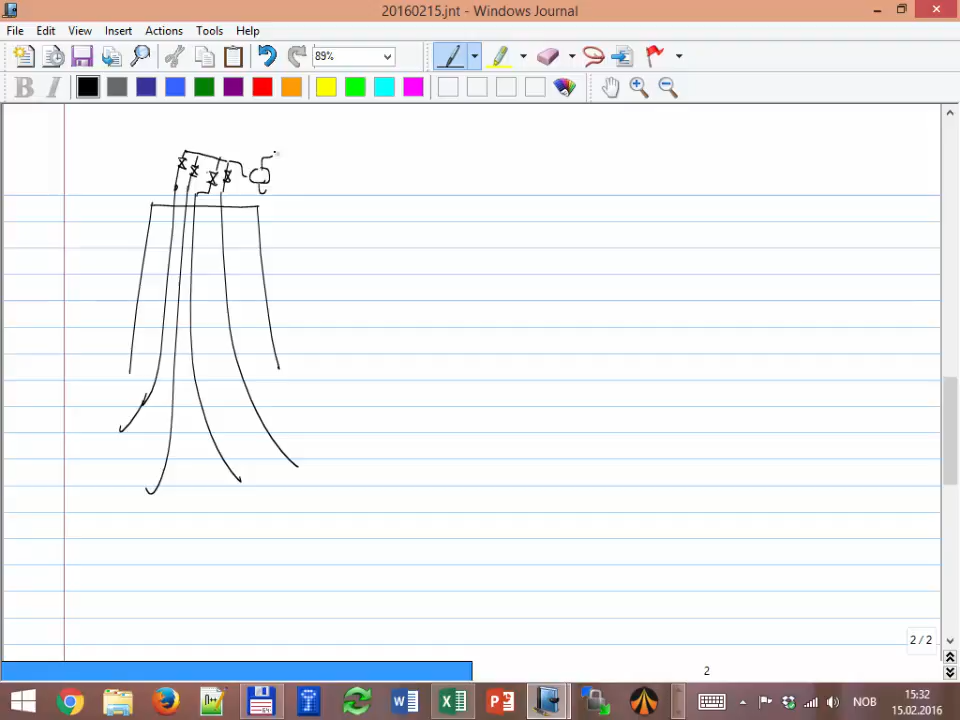 20160215.jnt - Windows Journal
File Edit View Insert Actions Tools Help
89%
B I
2 / 2
2
NOB
15:32
15.02.2016